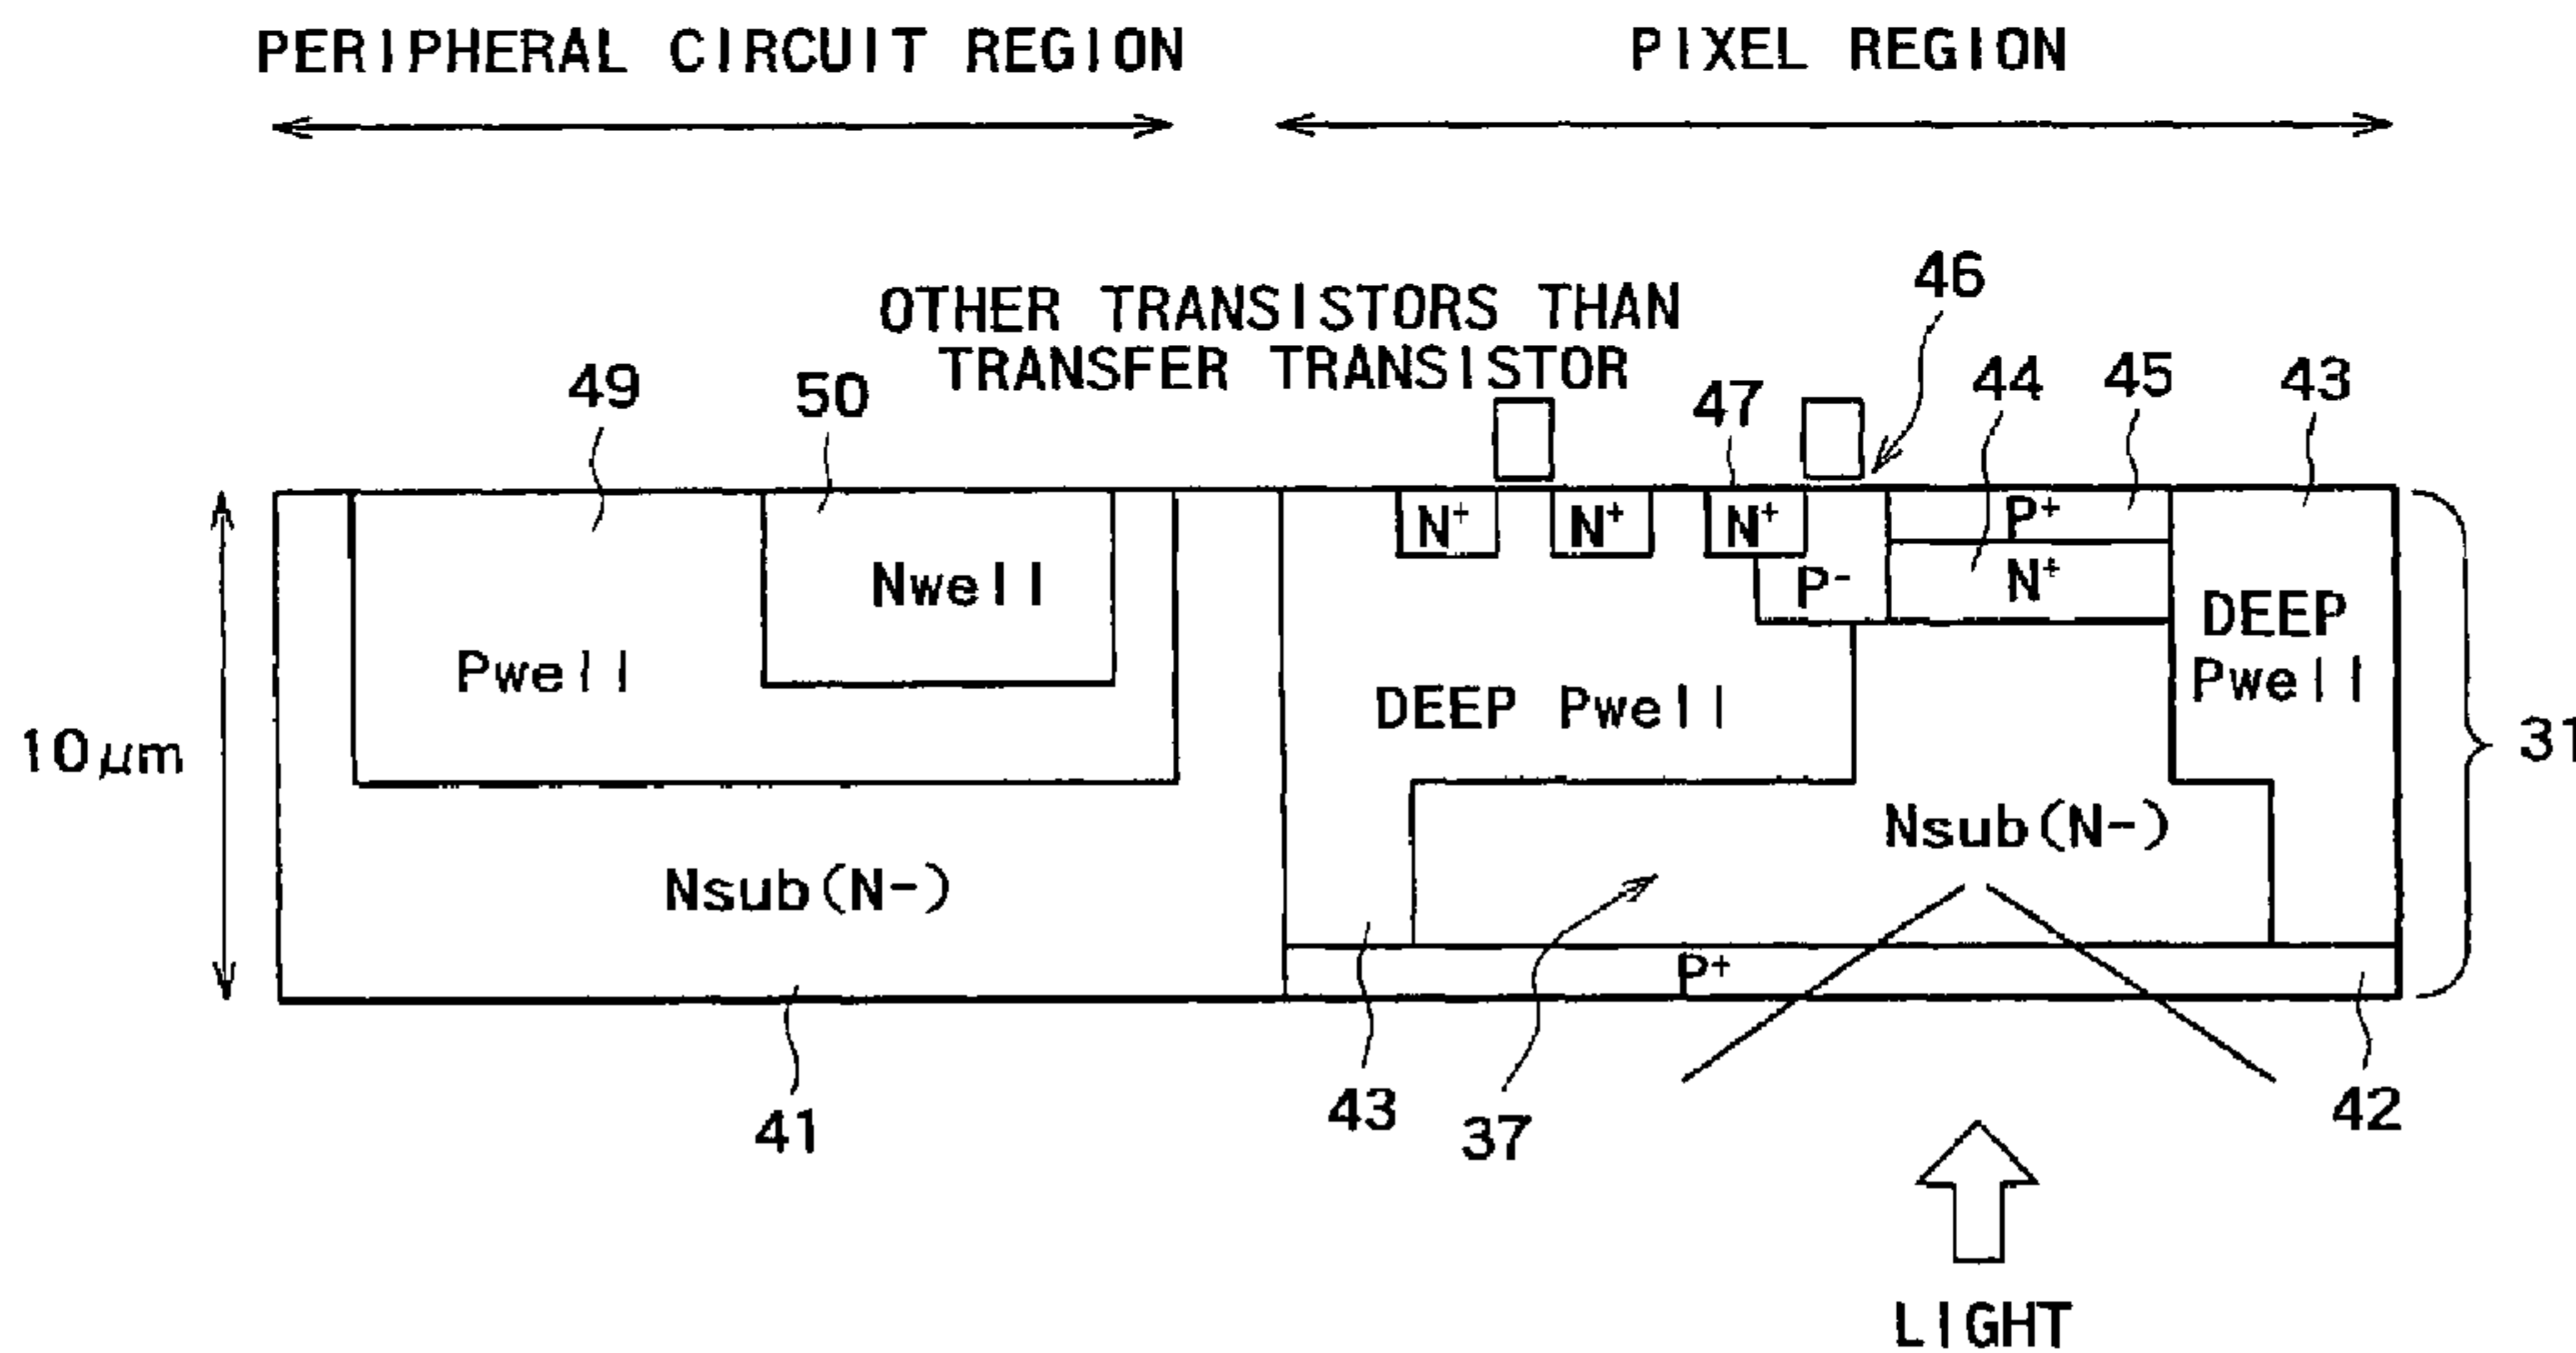 PERIPHERAL CIRCUIT REGION
PIXEL REGION
OTHER TRANSISTORS THAN
TRANSFER TRANSISTOR
46
49
50
47
44
45
43
N+
N+
N+
P+
P-
N+
Nwell
Pwell
DEEP
Pwell
DEEP Pwell
10μm
31
Nsub(N-)
Nsub(N-)
P+
41
43
37
42
LIGHT